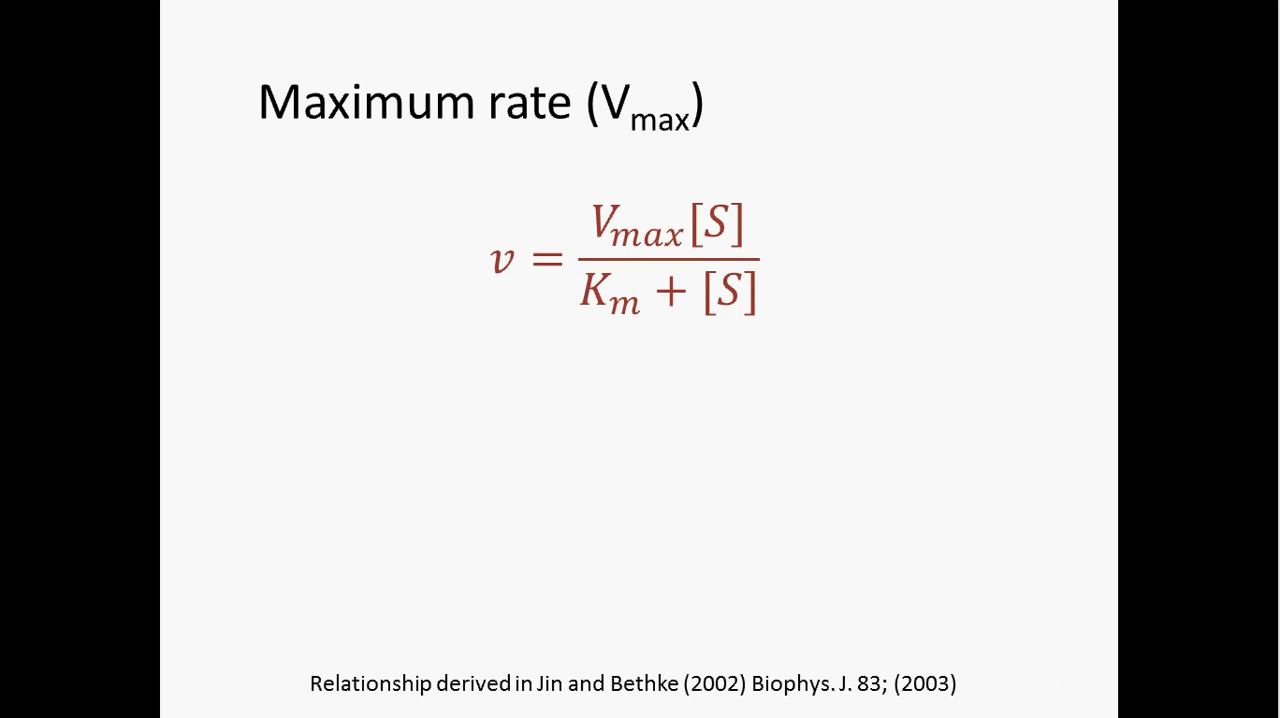 Maximum rate (Vmax)
v = Vmax[S] / Km + [S]
Relationship derived in Jin and Bethke (2002) Biophys. J. 83; (2003)